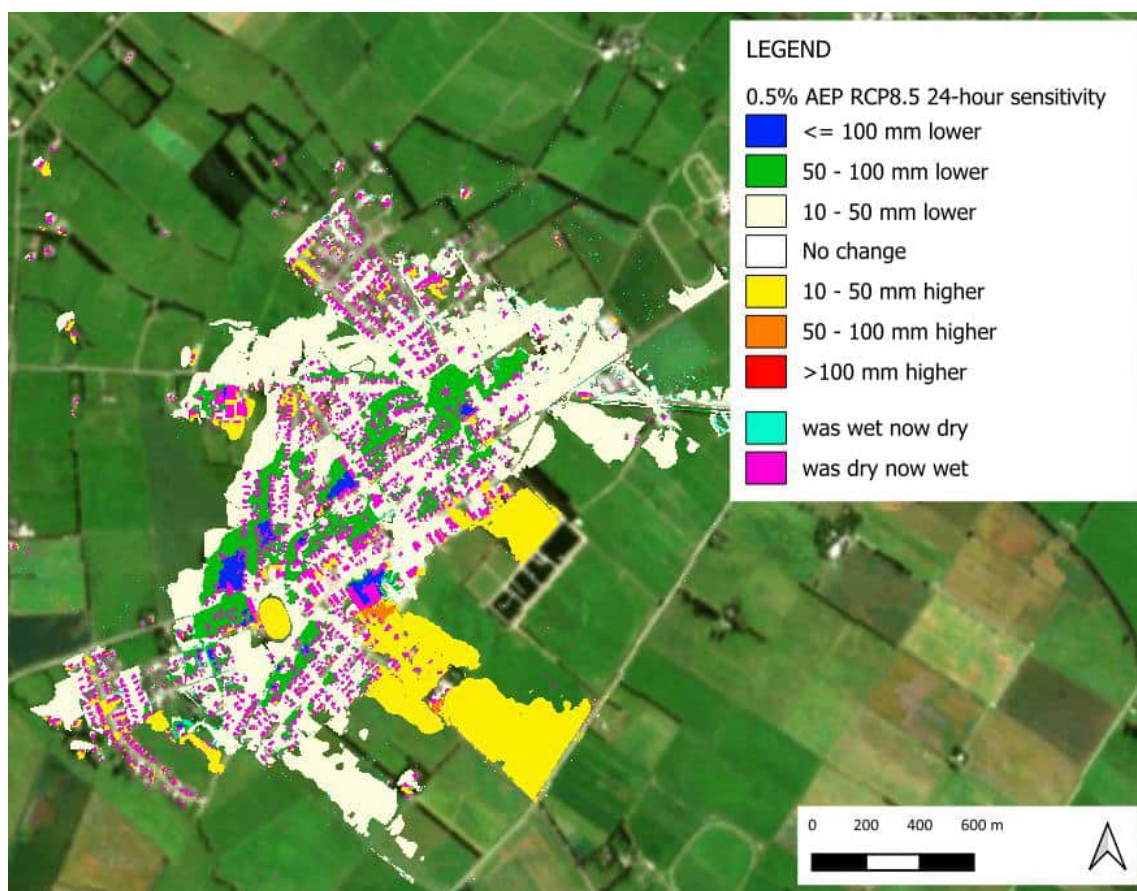 LEGEND
0.5% AEP RCP8.5 24-hour sensitivity
<= 100 mm lower
50 - 100 mm lower
10 - 50 mm lower
No change
10 - 50 mm higher
50 - 100 mm higher
>100 mm higher
was wet now dry
was dry now wet
0 200 400 600 m